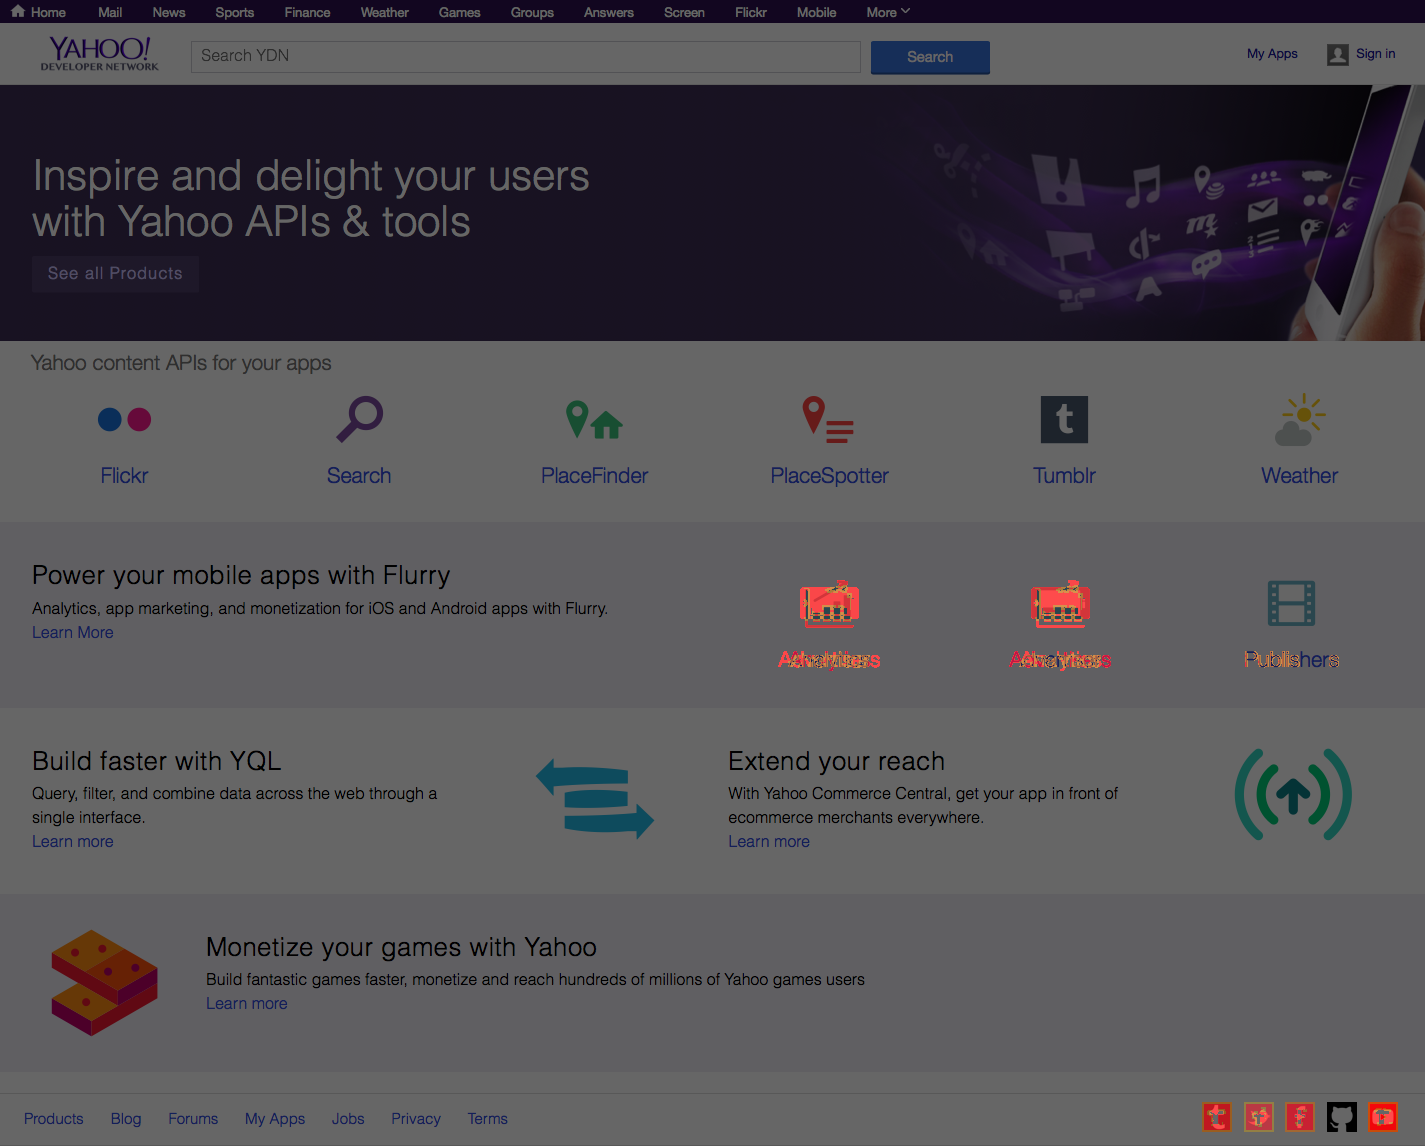 Home Mail News Sports Finance Weather Games Groups Answers Screen Flickr Mobile More
YAHOO!
DEVELOPER NETWORK
Search YDN
Search
My Apps
Sign in
Inspire and delight your users
with Yahoo APIs & tools
See all Products
Yahoo content APIs for your apps
Flickr
Search
PlaceFinder
PlaceSpotter
t
Tumblr
Weather
Power your mobile apps with Flurry
Analytics, app marketing, and monetization for iOS and Android apps with Flurry.
Learn More
Publishers
Build faster with YQL
Query, filter, and combine data across the web through a
single interface.
Learn more
Extend your reach
With Yahoo Commerce Central, get your app in front of
ecommerce merchants everywhere.
Learn more
Monetize your games with Yahoo
Build fantastic games faster, monetize and reach hundreds of millions of Yahoo games users
Learn more
Products Blog Forums My Apps Jobs Privacy Terms